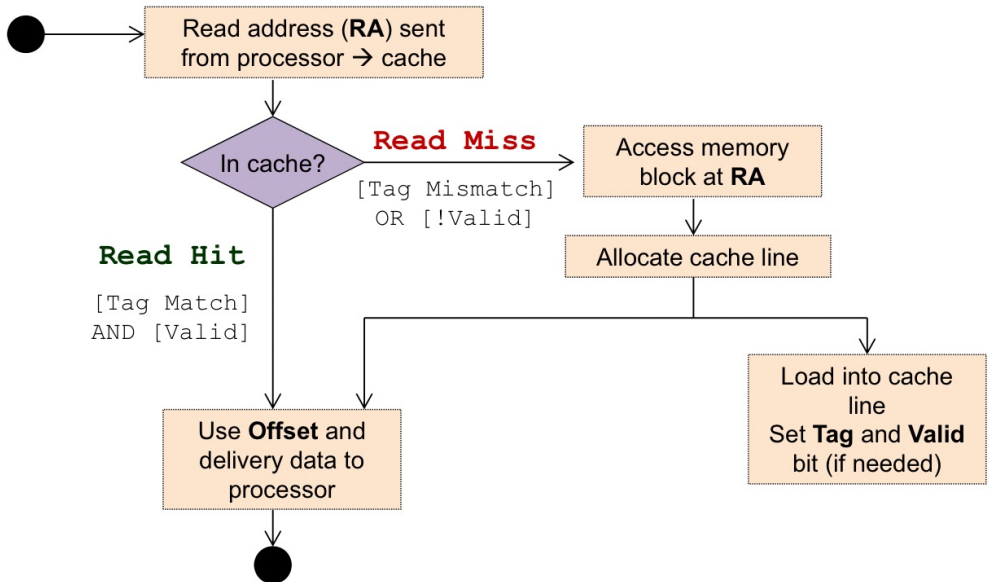 Read address (RA) sent
from processor → cache
In cache?
Read Miss
[Tag Mismatch]
OR [!Valid]
Access memory
block at RA
Allocate cache line
Read Hit
[Tag Match]
AND [Valid]
Use Offset and
delivery data to
processor
Load into cache
line
Set Tag and Valid
bit (if needed)